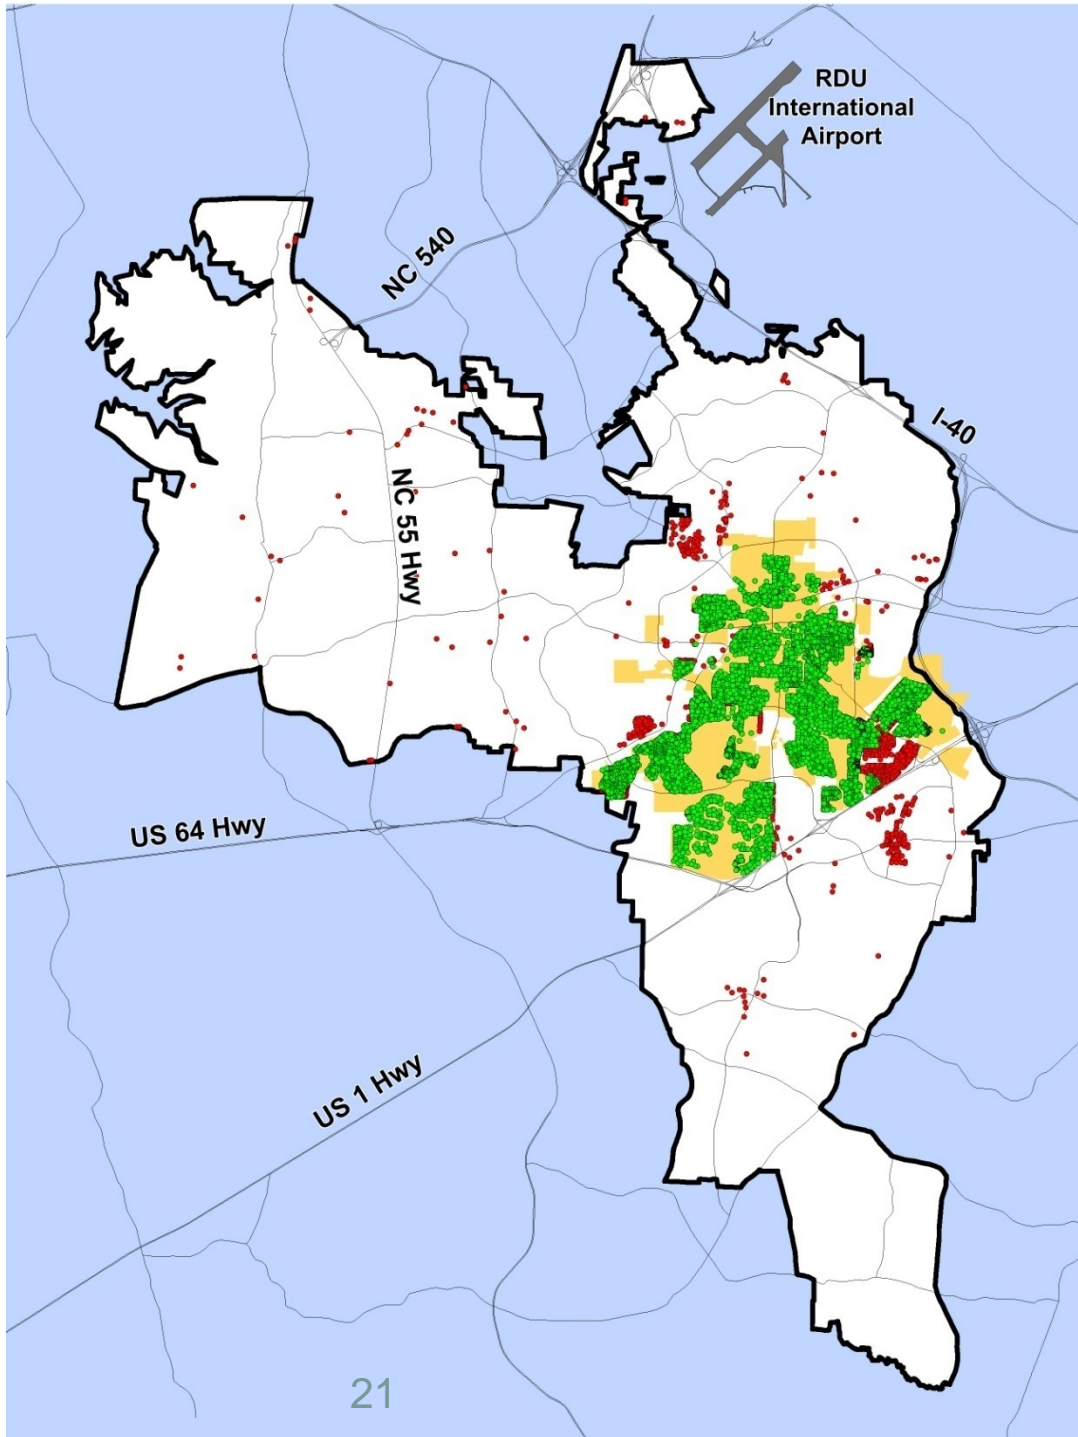 RDU
International
Airport
NC 540
I-40
NC 55 Hwy
US 64 Hwy
US 1 Hwy
21